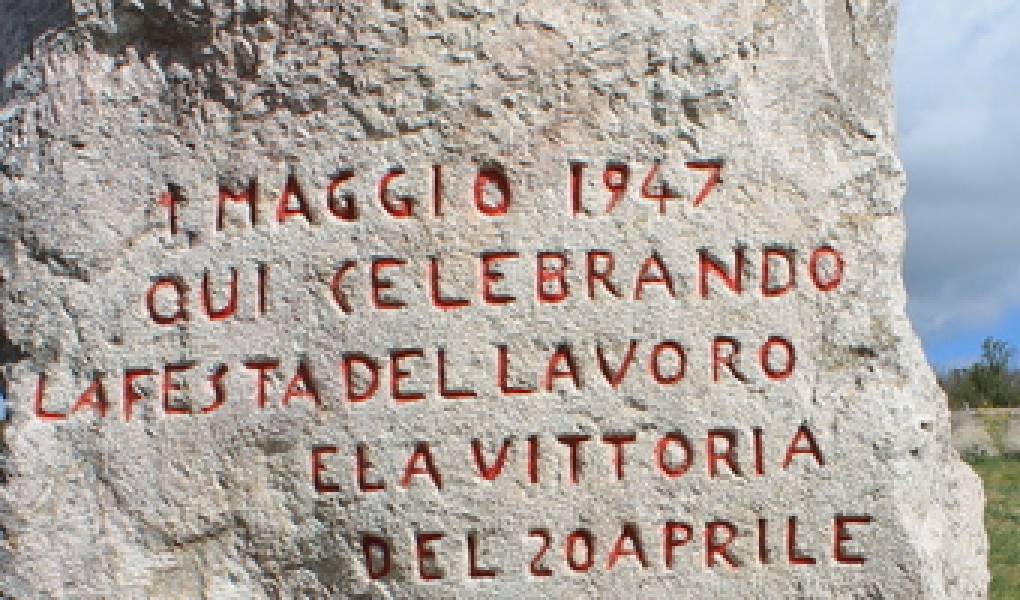 1 MAGGIO 1947
QUI CELEBRANDO
LA FESTA DEL LAVORO
E LA VITTORIA
DEL 20 APRILE